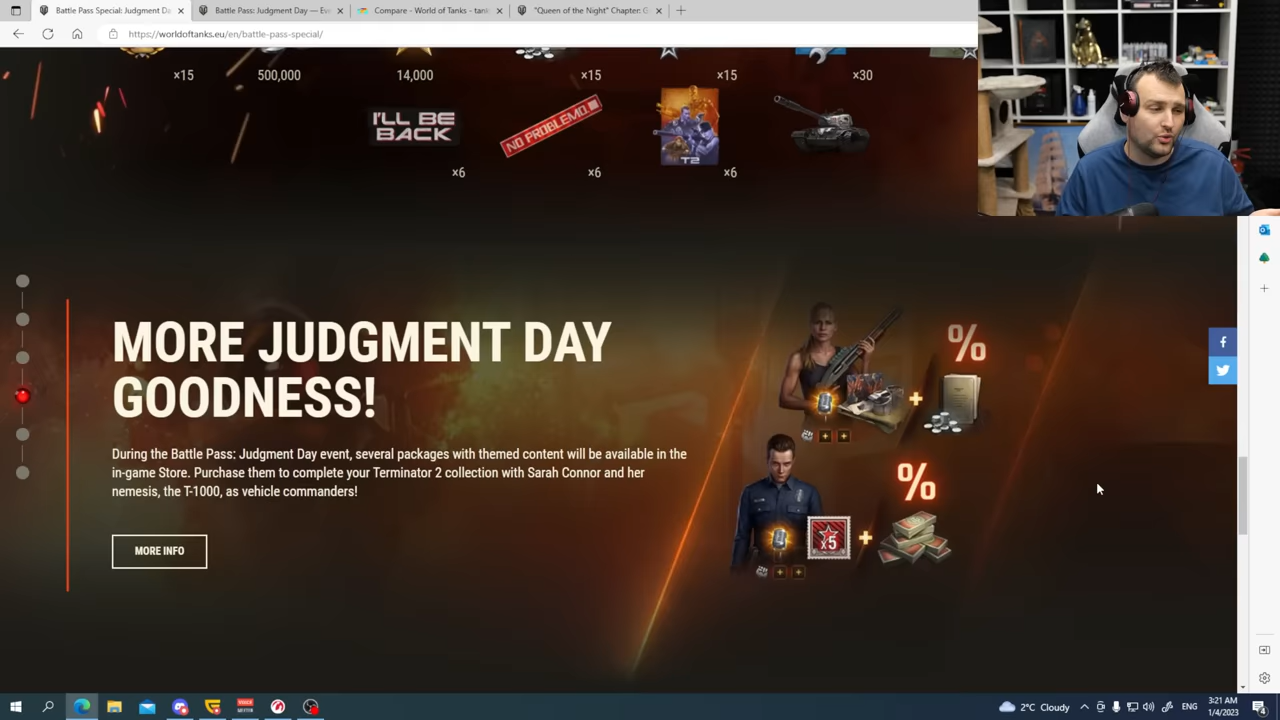 Battle Pass Special: Judgment Da
Battle Pass: Judgment Day — Eve
Compare - World of Tanks - tank
"Queen of the Night" Chapter: G
https://worldoftanks.eu/en/battle-pass-special/
×15
500,000
14,000
×15
×15
×30
I'LL BE
BACK
NO PROBLEMO.
T2
×6
×6
×6
MORE JUDGMENT DAY
GOODNESS!
During the Battle Pass: Judgment Day event, several packages with themed content will be available in the
in-game Store. Purchase them to complete your Terminator 2 collection with Sarah Connor and her
nemesis, the T-1000, as vehicle commanders!
MORE INFO
%
+
%
x5
+
2°C Cloudy
ENG
3:21 AM
1/4/2023
4